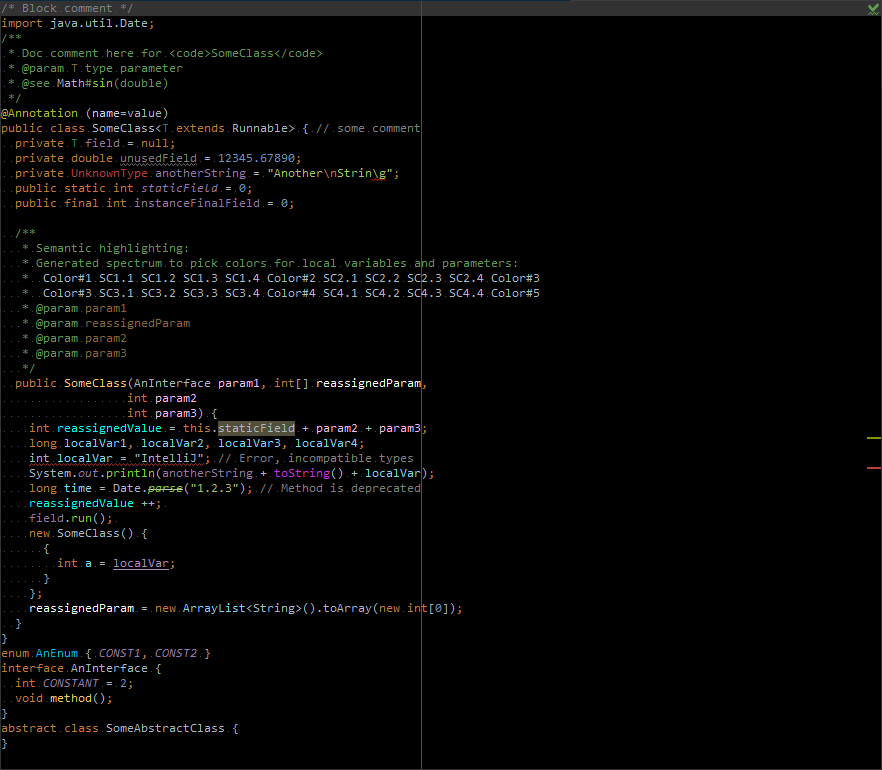 /* Block comment */
import java.util.Date;
/**
 * Doc comment here for <code>SomeClass</code>
 * @param T type parameter
 * @see Math#sin(double)
 */
@Annotation (name=value)
public class SomeClass<T extends Runnable> { // some comment
  private T field = null;
  private double unusedField = 12345.67890;
  private UnknownType anotherString = "Another\nStrin\g";
  public static int staticField = 0;
  public final int instanceFinalField = 0;
  /**
   * Semantic highlighting:
   * Generated spectrum to pick colors for local variables and parameters:
   *  Color#1 SC1.1 SC1.2 SC1.3 SC1.4 Color#2 SC2.1 SC2.2 SC2.3 SC2.4 Color#3
   *  Color#3 SC3.1 SC3.2 SC3.3 SC3.4 Color#4 SC4.1 SC4.2 SC4.3 SC4.4 Color#5
   * @param param1
   * @param reassignedParam
   * @param param2
   * @param param3
   */
  public SomeClass(AnInterface param1, int[] reassignedParam,
                  int param2
                  int param3) {
    int reassignedValue = this.staticField + param2 + param3;
    long localVar1, localVar2, localVar3, localVar4;
    int localVar = "IntelliJ"; // Error, incompatible types
    System.out.println(anotherString + toString() + localVar);
    long time = Date.parse("1.2.3"); // Method is deprecated
    reassignedValue ++;
    field.run();
    new SomeClass() {
      {
        int a = localVar;
      }
    };
    reassignedParam = new ArrayList<String>().toArray(new int[0]);
  }
}
enum AnEnum { CONST1, CONST2 }
interface AnInterface {
  int CONSTANT = 2;
  void method();
}
abstract class SomeAbstractClass {
}